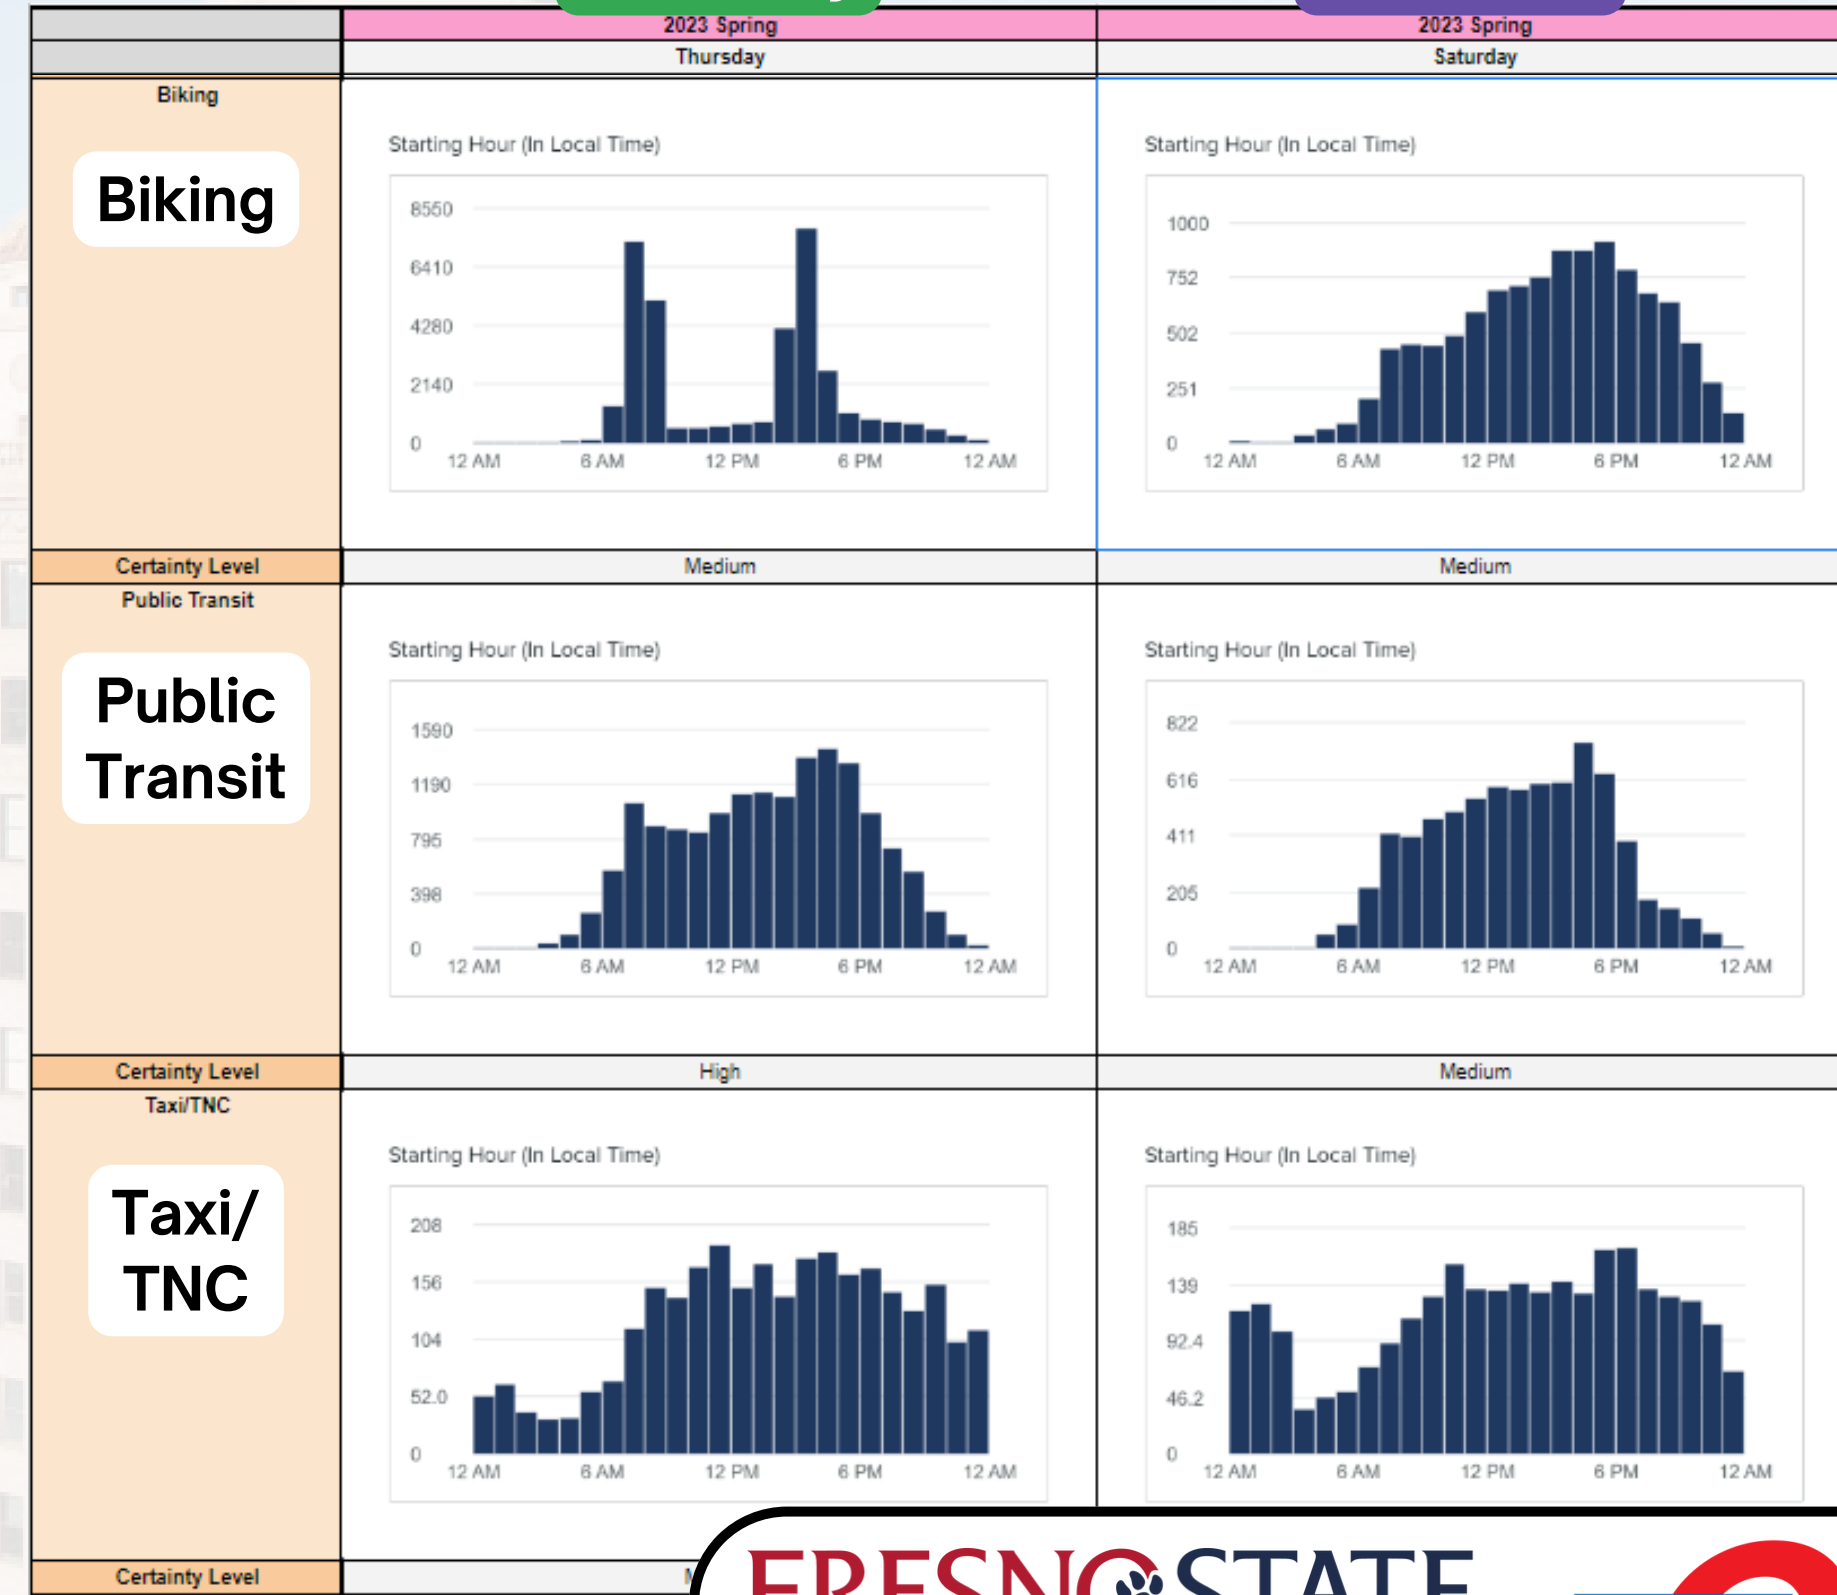 2023 Spring
2023 Spring
Thursday
Saturday
Biking
Biking
Starting Hour (In Local Time)
8550
6410
4280
2140
0
12 AM 6 AM 12 PM 6 PM 12 AM
Starting Hour (In Local Time)
1000
752
502
251
0
12 AM 6 AM 12 PM 6 PM 12 AM
Certainty Level
Medium
Medium
Public Transit
Public
Transit
Starting Hour (In Local Time)
1590
1190
795
398
0
12 AM 6 AM 12 PM 6 PM 12 AM
Starting Hour (In Local Time)
822
616
411
205
0
12 AM 6 AM 12 PM 6 PM 12 AM
Certainty Level
High
Medium
Taxi/TNC
Taxi/
TNC
Starting Hour (In Local Time)
208
156
104
52.0
0
12 AM 6 AM 12 PM 6 PM 12 AM
Starting Hour (In Local Time)
185
139
92.4
46.2
0
12 AM 6 AM 12 PM 6 PM 12 AM
Certainty Level
FRESNO STATE